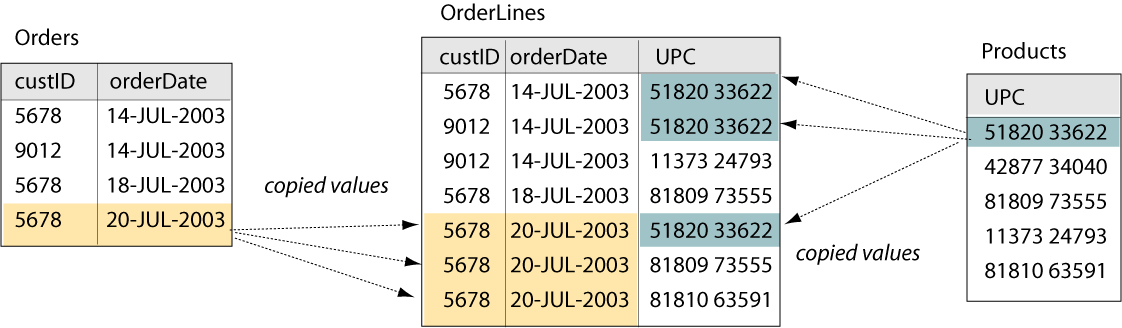 Orders
custID orderDate
5678 14-JUL-2003
9012 14-JUL-2003
5678 18-JUL-2003
5678 20-JUL-2003
copied values
OrderLines
custID orderDate UPC
5678 14-JUL-2003 51820 33622
9012 14-JUL-2003 51820 33622
9012 14-JUL-2003 11373 24793
5678 18-JUL-2003 81809 73555
5678 20-JUL-2003 51820 33622
5678 20-JUL-2003 81809 73555
5678 20-JUL-2003 81810 63591
copied values
Products
UPC
51820 33622
42877 34040
81809 73555
11373 24793
81810 63591